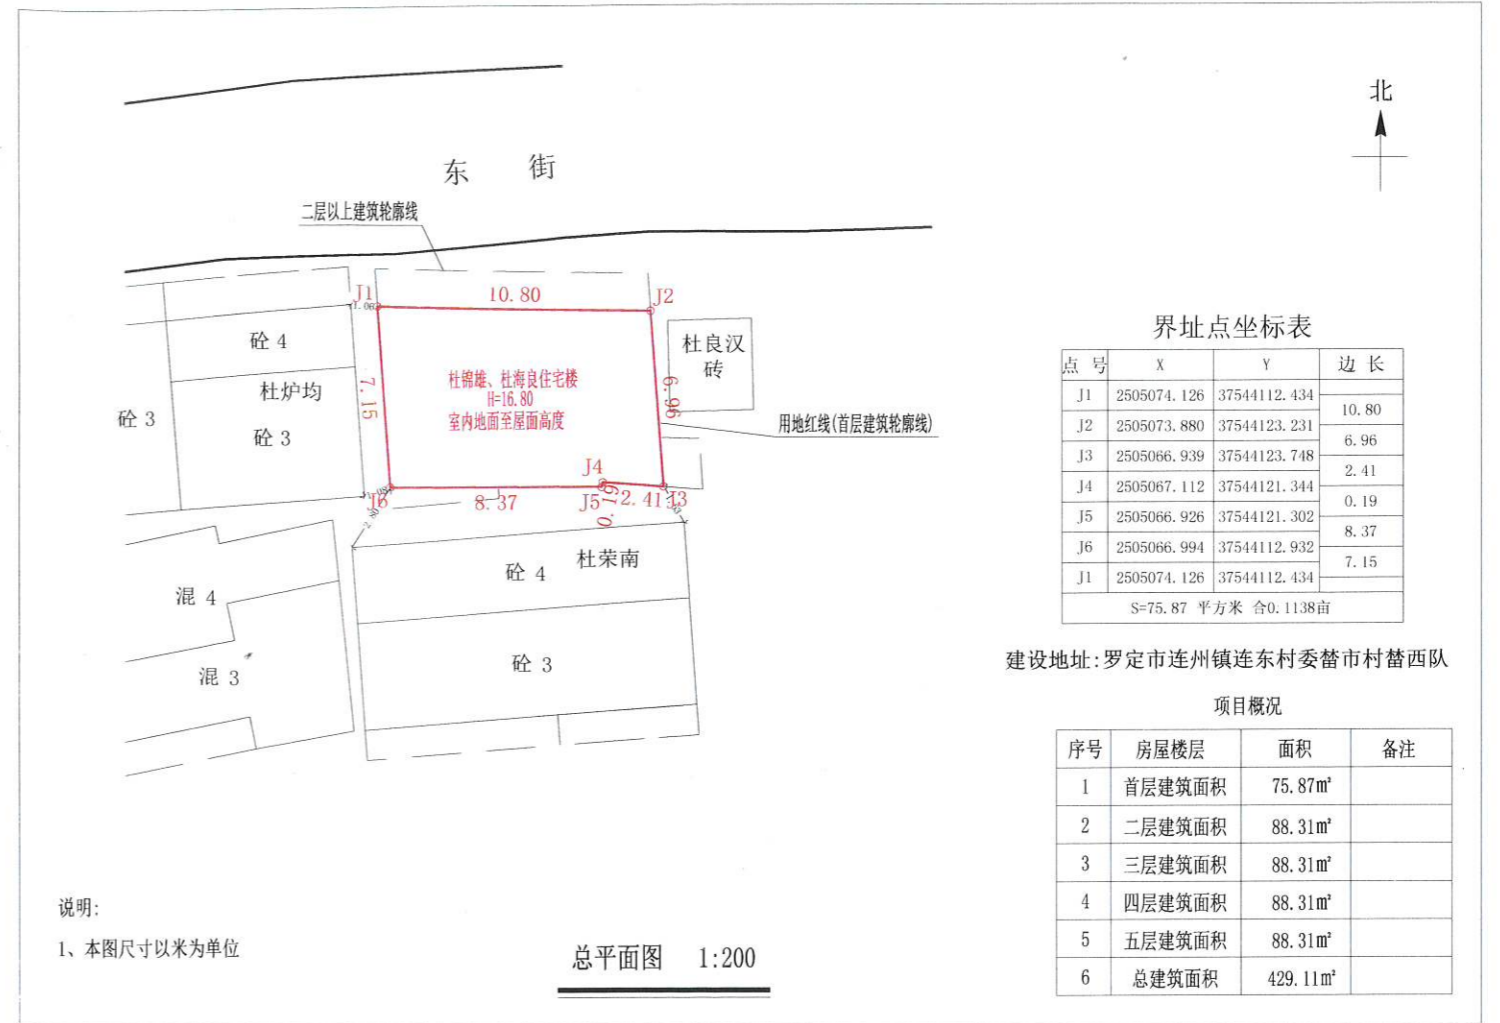 北
东 街
二层以上建筑轮廓线
J1
10.80
J2
1.06
砼 4
杜炉均
砼 3
砼 3
7.15
杜锦雄、杜海良住宅楼
H=16.80
室内地面至屋面高度
6.96
杜良汉
砖
用地红线(首层建筑轮廓线)
J4
J6
8.37
J5
0.19
2.41
J3
2.80
砼 4
杜荣南
砼 3
混 4
混 3
界址点坐标表
点 号 X Y 边 长
J1 2505074.126 37544112.434
10.80
J2 2505073.880 37544123.231
6.96
J3 2505066.939 37544123.748
2.41
J4 2505067.112 37544121.344
0.19
J5 2505066.926 37544121.302
8.37
J6 2505066.994 37544112.932
7.15
J1 2505074.126 37544112.434
S=75.87 平方米 合0.1138亩
建设地址:罗定市连州镇连东村委榃市村榃西队
项目概况
序号 房屋楼层 面积 备注
1 首层建筑面积 75.87㎡
2 二层建筑面积 88.31㎡
3 三层建筑面积 88.31㎡
4 四层建筑面积 88.31㎡
5 五层建筑面积 88.31㎡
6 总建筑面积 429.11㎡
说明:
1、本图尺寸以米为单位
总平面图 1:200